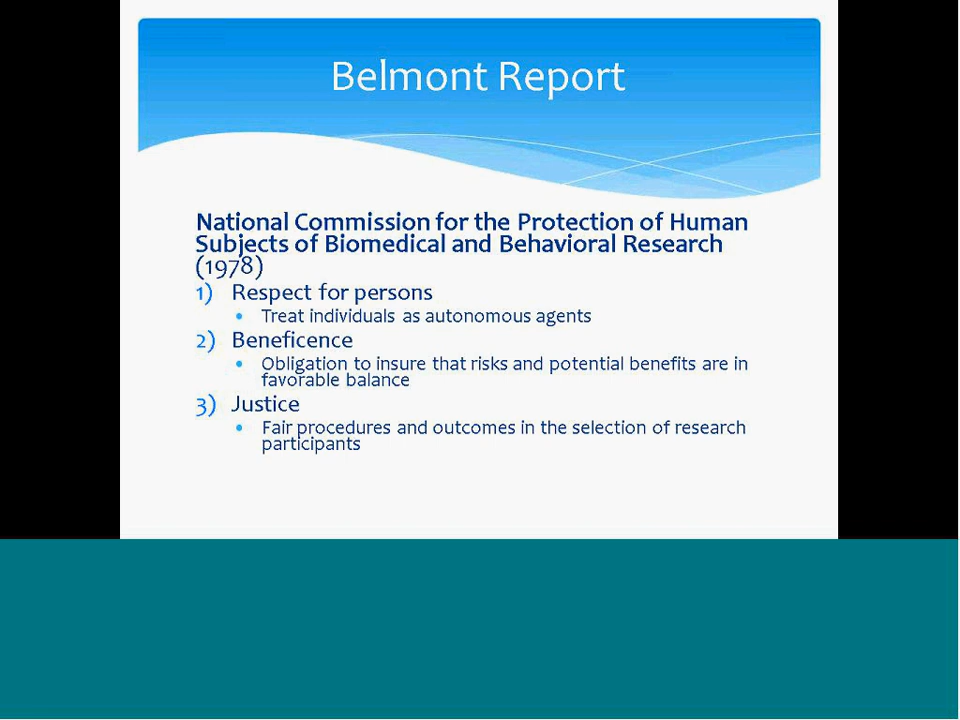 Belmont Report
National Commission for the Protection of Human
Subjects of Biomedical and Behavioral Research
(1978)
1) Respect for persons
• Treat individuals as autonomous agents
2) Beneficence
• Obligation to insure that risks and potential benefits are in
favorable balance
3) Justice
• Fair procedures and outcomes in the selection of research
participants